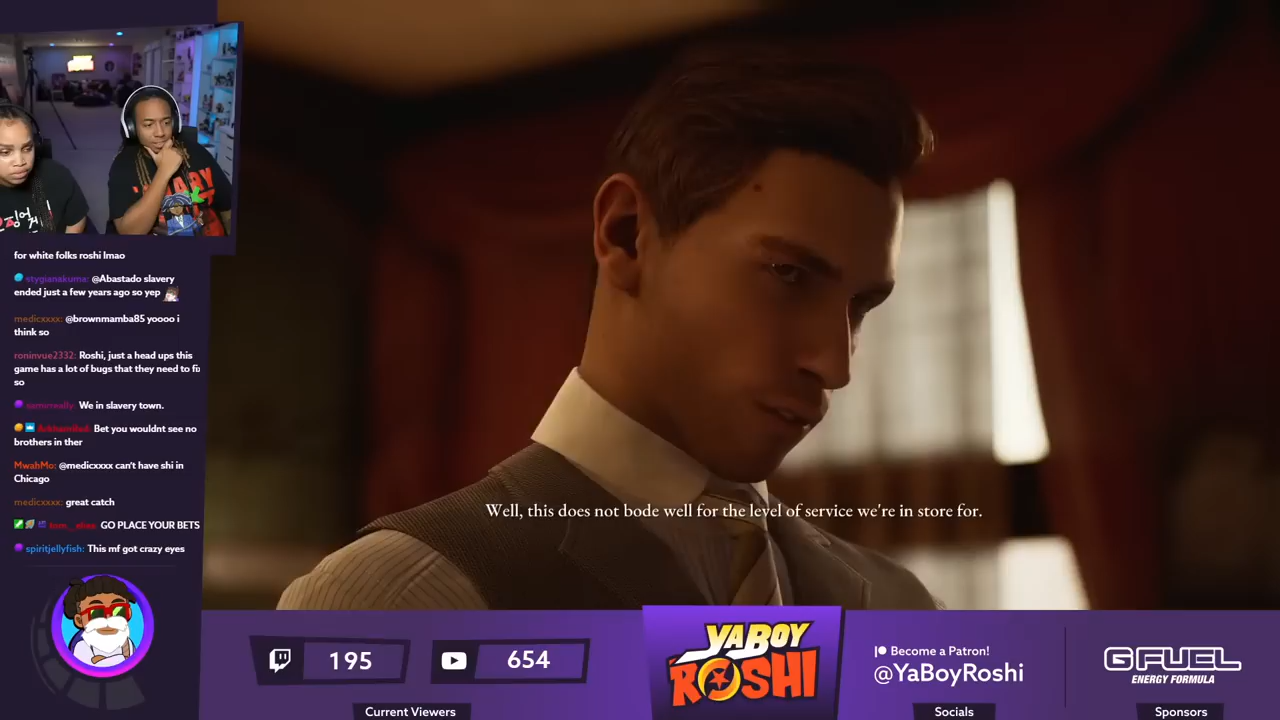 for white folks roshi lmao
stygianakuma: @Abastado slavery
ended just a few years ago so yep
medicxxxx: @brownmamba85 yoooo i
think so
roninvue2332: Roshi, just a head ups this
game has a lot of bugs that they need to fix
so
We in slavery town.
Bet you wouldnt see no
brothers in ther
MwahMo: @medicxxxx can't have shi in
Chicago
medicxxxx: great catch
GO PLACE YOUR BETS
spiritjellyfish: This mf got crazy eyes
Well, this does not bode well for the level of service we're in store for.
195
654
Current Viewers
YABOY
ROSHI
Become a Patron!
@YaBoyRoshi
Socials
G FUEL
ENERGY FORMULA
Sponsors